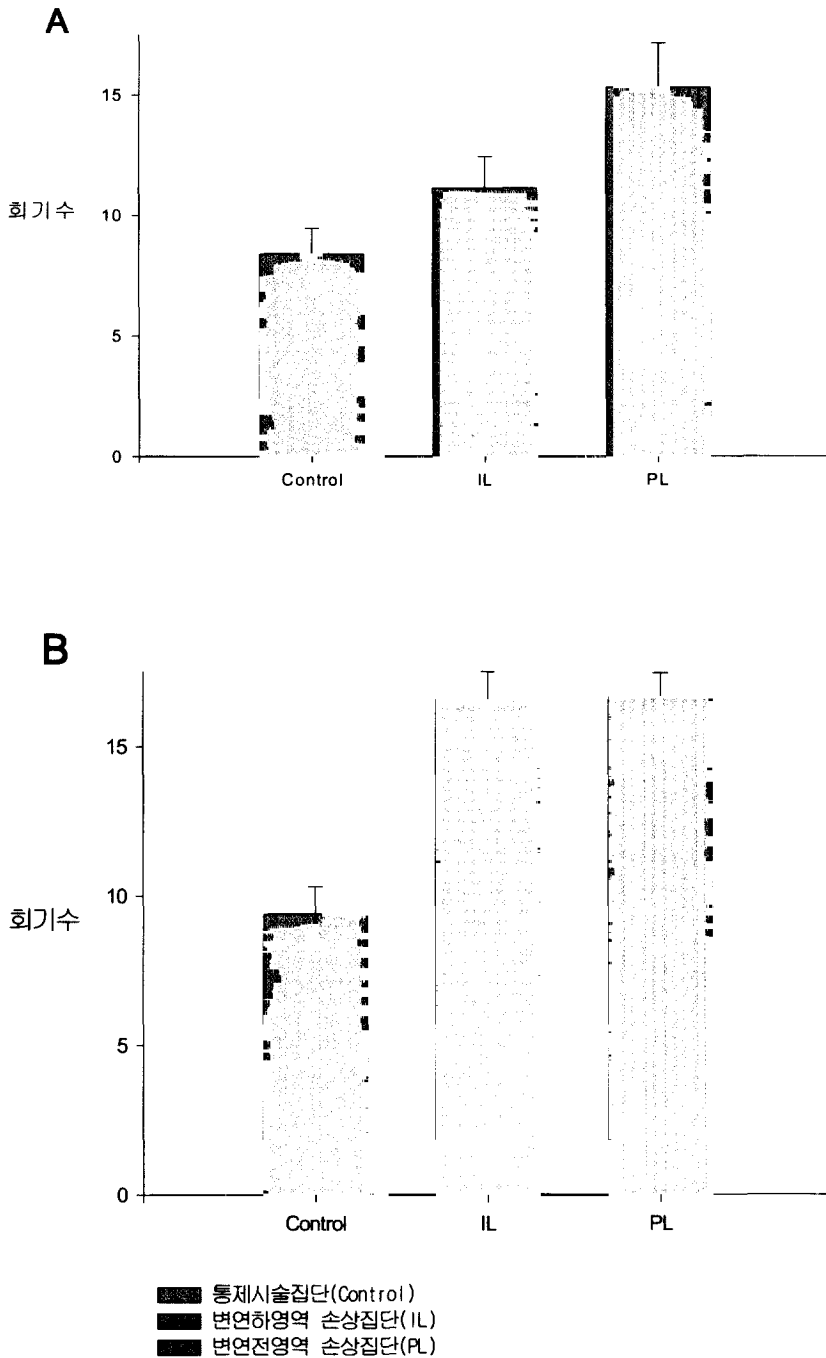 A
15
10
회기수
5
0
Control IL PL
B
15
10
회기수
5
0
Control IL PL
통제시술집단(Control)
변연하영역 손상집단(IL)
변연전영역 손상집단(PL)